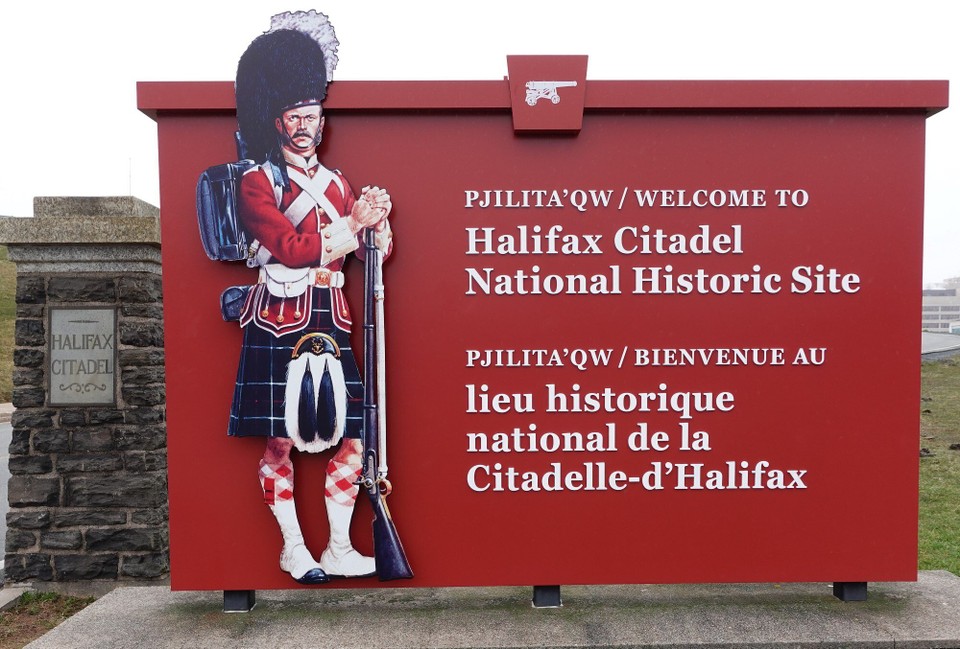 HALIFAX
CITADEL
PJILITA'QW / WELCOME TO
Halifax Citadel
National Historic Site
PJILITA'QW / BIENVENUE AU
lieu historique
national de la
Citadelle-d'Halifax